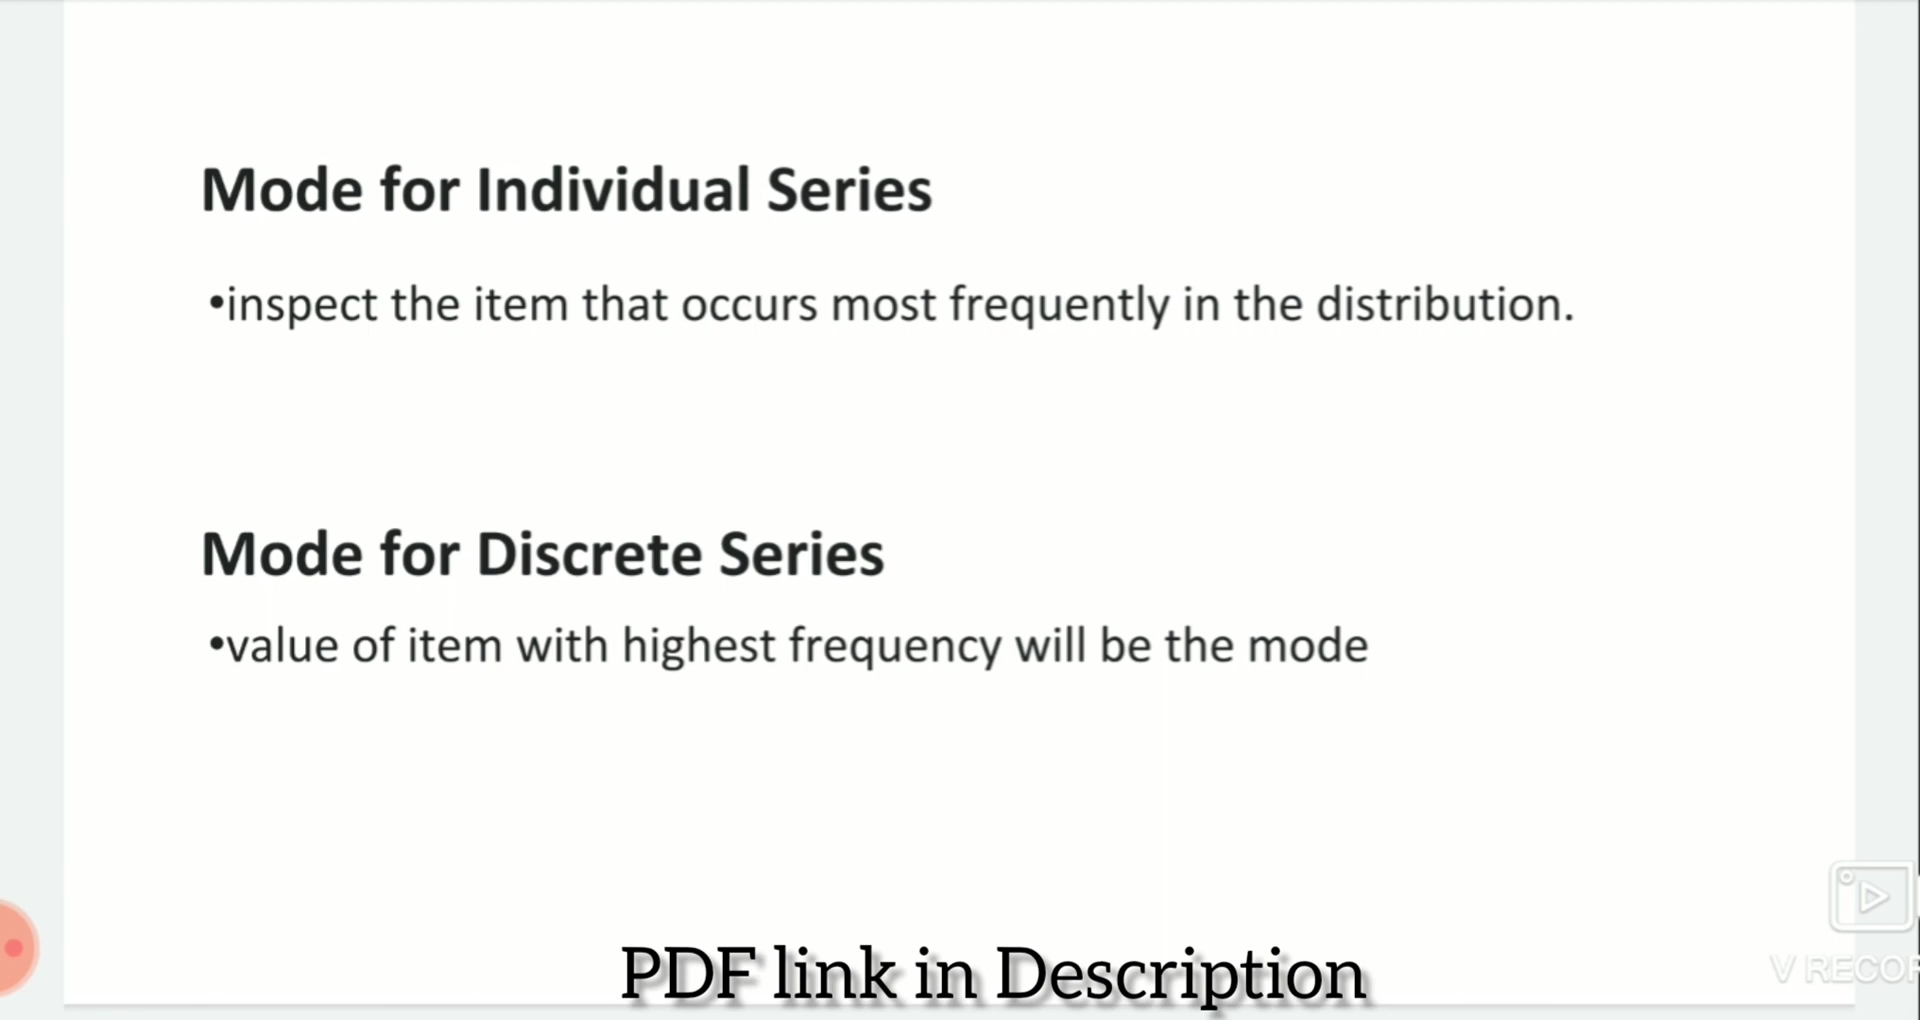 Mode for Individual Series
•inspect the item that occurs most frequently in the distribution.
Mode for Discrete Series
•value of item with highest frequency will be the mode
PDF link in Description